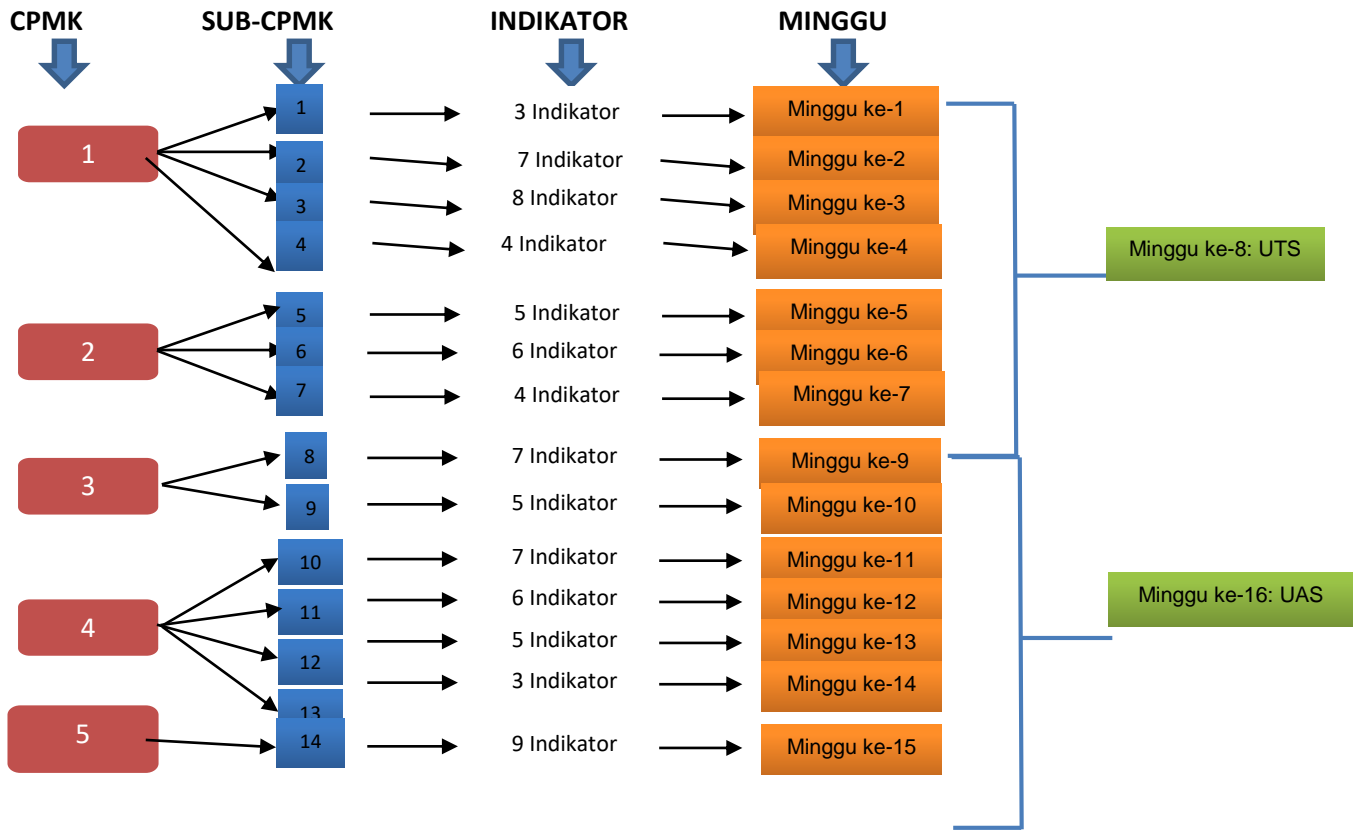 CPMK SUB-CPMK INDIKATOR MINGGU
1
1 3 Indikator Minggu ke-1
2 7 Indikator Minggu ke-2
3 8 Indikator Minggu ke-3
4 4 Indikator Minggu ke-4
Minggu ke-8: UTS
2
5 5 Indikator Minggu ke-5
6 6 Indikator Minggu ke-6
7 4 Indikator Minggu ke-7
3
8 7 Indikator Minggu ke-9
9 5 Indikator Minggu ke-10
4
10 7 Indikator Minggu ke-11
11 6 Indikator Minggu ke-12
12 5 Indikator Minggu ke-13
13 3 Indikator Minggu ke-14
Minggu ke-16: UAS
5
14 9 Indikator Minggu ke-15